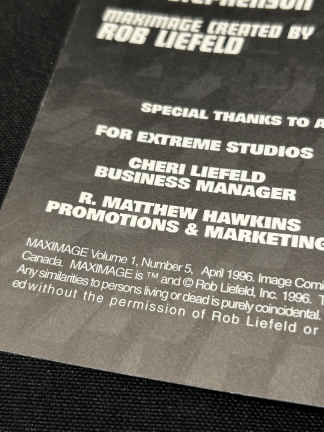 STEPHENSON
MAXIMAGE CREATED BY
ROB LIEFELD
SPECIAL THANKS TO A
FOR EXTREME STUDIOS
CHERI LIEFELD
BUSINESS MANAGER
R. MATTHEW HAWKINS
PROMOTIONS & MARKETING
MAXIMAGE Volume 1, Number 5, April 1996. Image Comi
Canada. MAXIMAGE is ™ and © Rob Liefeld, Inc. 1996. T
Any similarities to persons living or dead is purely coincidental.
ed without the permission of Rob Liefeld or